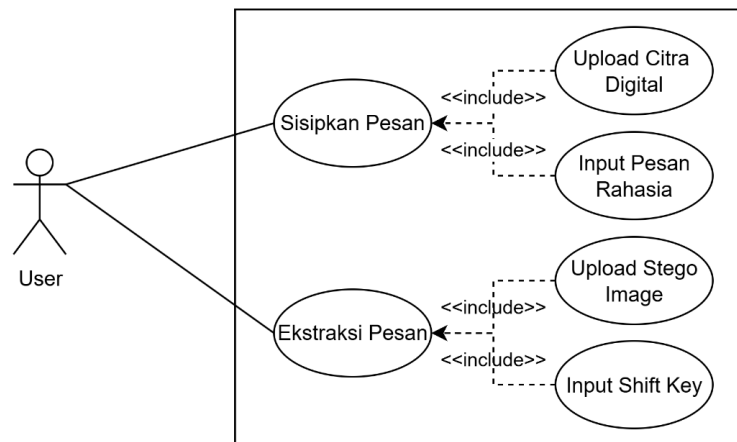 Upload Citra
Digital
<<include>>
Sisipkan Pesan
<<include>>
Input Pesan
Rahasia
User
Upload Stego
Image
<<include>>
Ekstraksi Pesan
<<include>>
Input Shift Key